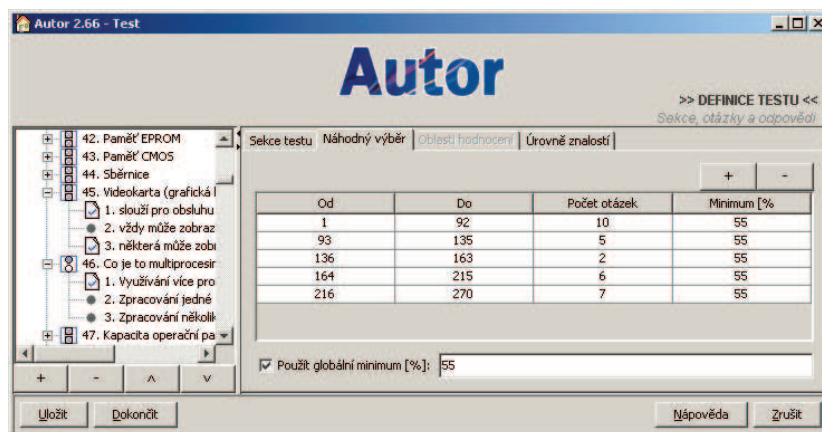 Autor 2.66 - Test
Autor
>> DEFINICE TESTU <<
Sekce, otázky a odpovědi
42. Paměť EPROM
43. Paměť CMOS
44. Sběrnice
45. Videokarta (grafická l
1. slouží pro obsluhu
2. vždy může zobraz
3. některá může zobr
46. Co je to multiprocesir
1. Využívání více pro
2. Zpracování jedné
3. Zpracování několik
47. Kapacita operační pa
+ - ʌ v
Sekce testu Náhodný výběr Oblasti hodnocení Úrovně znalostí
+ -
Od Do Počet otázek Minimum [%
1 92 10 55
93 135 5 55
136 163 2 55
164 215 6 55
216 270 7 55
Použít globální minimum [%]: 55
Uložit Dokončit Nápověda Zrušit